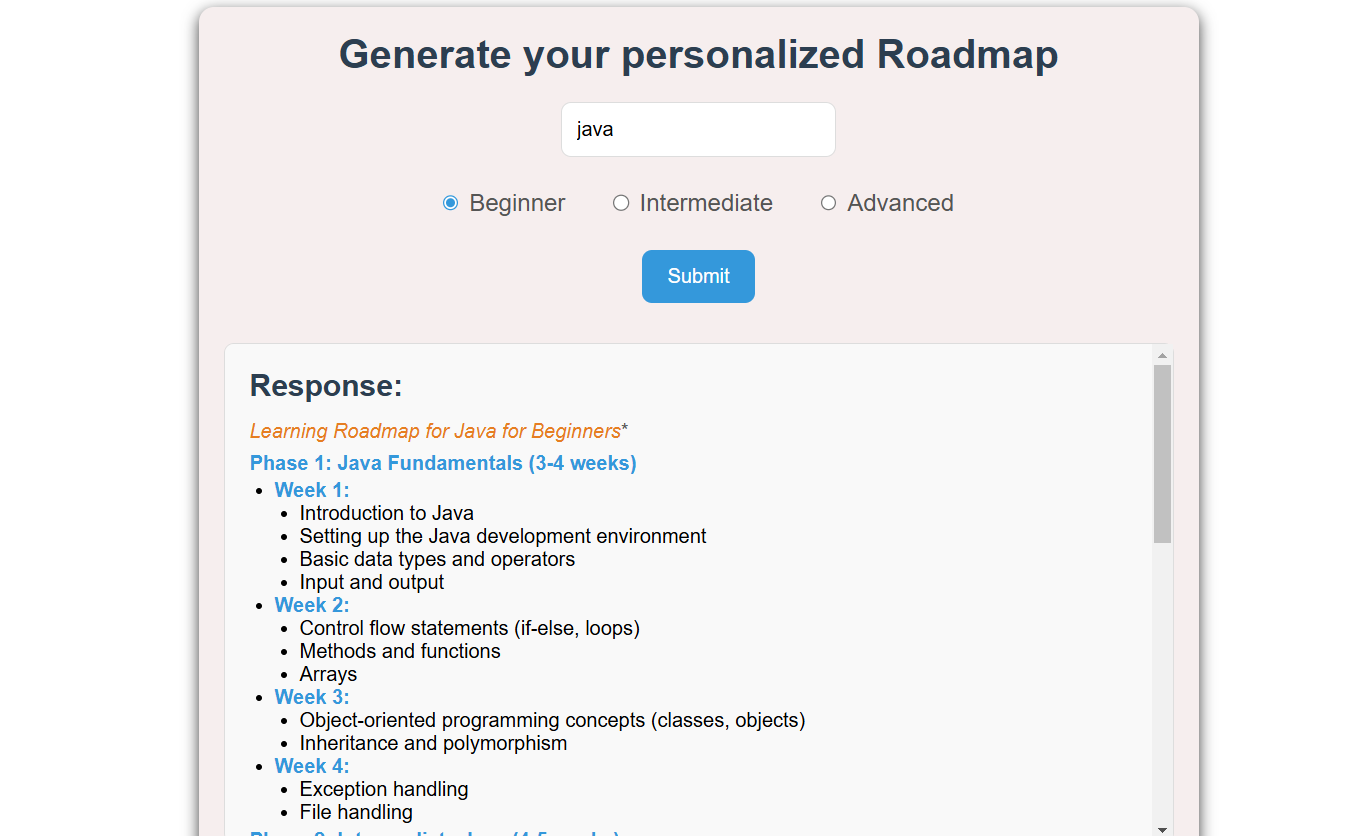 Generate your personalized Roadmap
java
Beginner Intermediate Advanced
Submit
Response:
Learning Roadmap for Java for Beginners*
Phase 1: Java Fundamentals (3-4 weeks)
Week 1:
Introduction to Java
Setting up the Java development environment
Basic data types and operators
Input and output
Week 2:
Control flow statements (if-else, loops)
Methods and functions
Arrays
Week 3:
Object-oriented programming concepts (classes, objects)
Inheritance and polymorphism
Week 4:
Exception handling
File handling